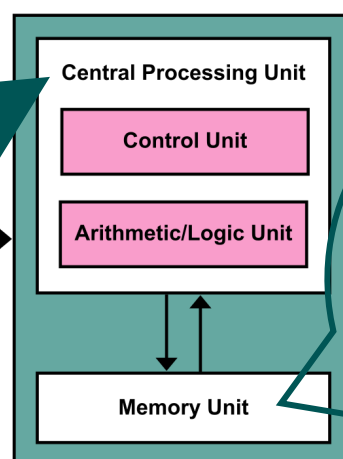 Central Processing Unit
Control Unit
Arithmetic/Logic Unit
Memory Unit